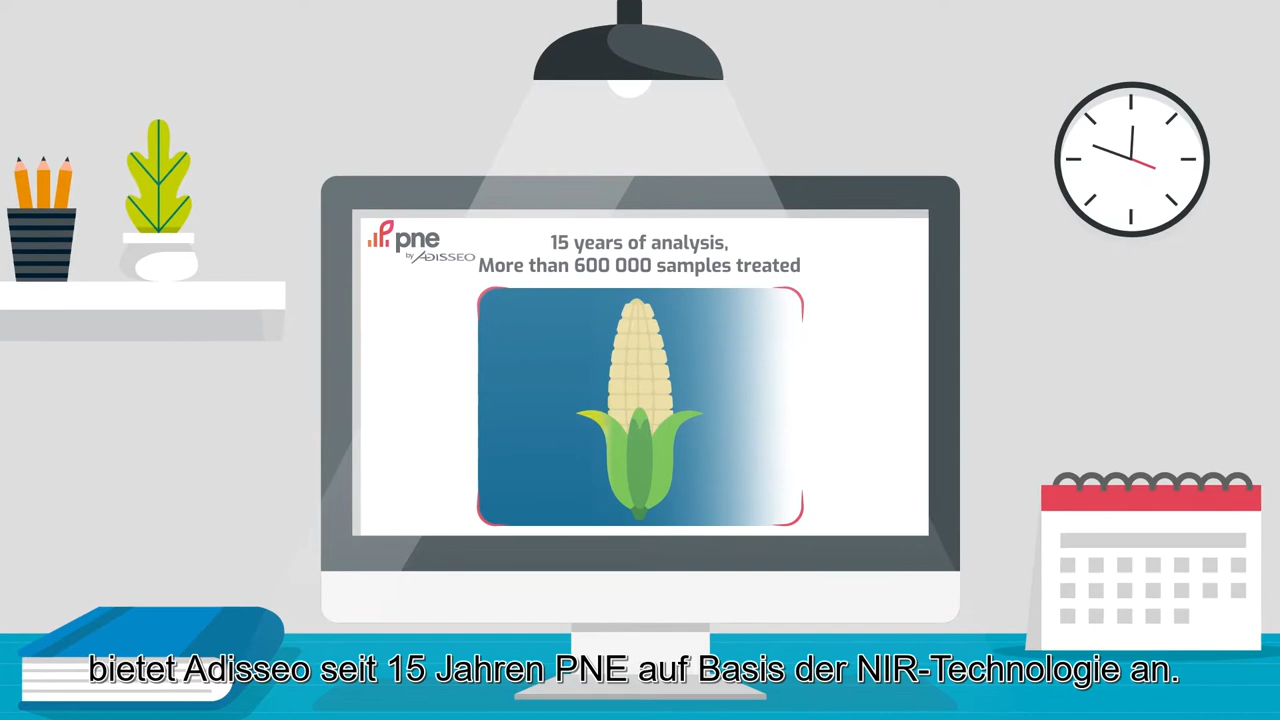 pne
by ADISSEO
15 years of analysis,
More than 600 000 samples treated
bietet Adisseo seit 15 Jahren PNE auf Basis der NIR-Technologie an.